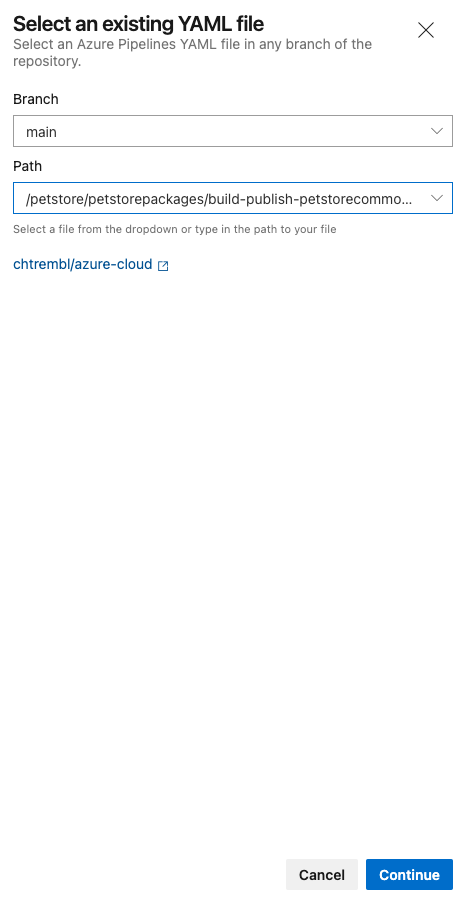 Select an existing YAML file
Select an Azure Pipelines YAML file in any branch of the
repository.
Branch
main
Path
/petstore/petstorepackages/build-publish-petstorecommo...
Select a file from the dropdown or type in the path to your file
chtrembl/azure-cloud
Cancel
Continue